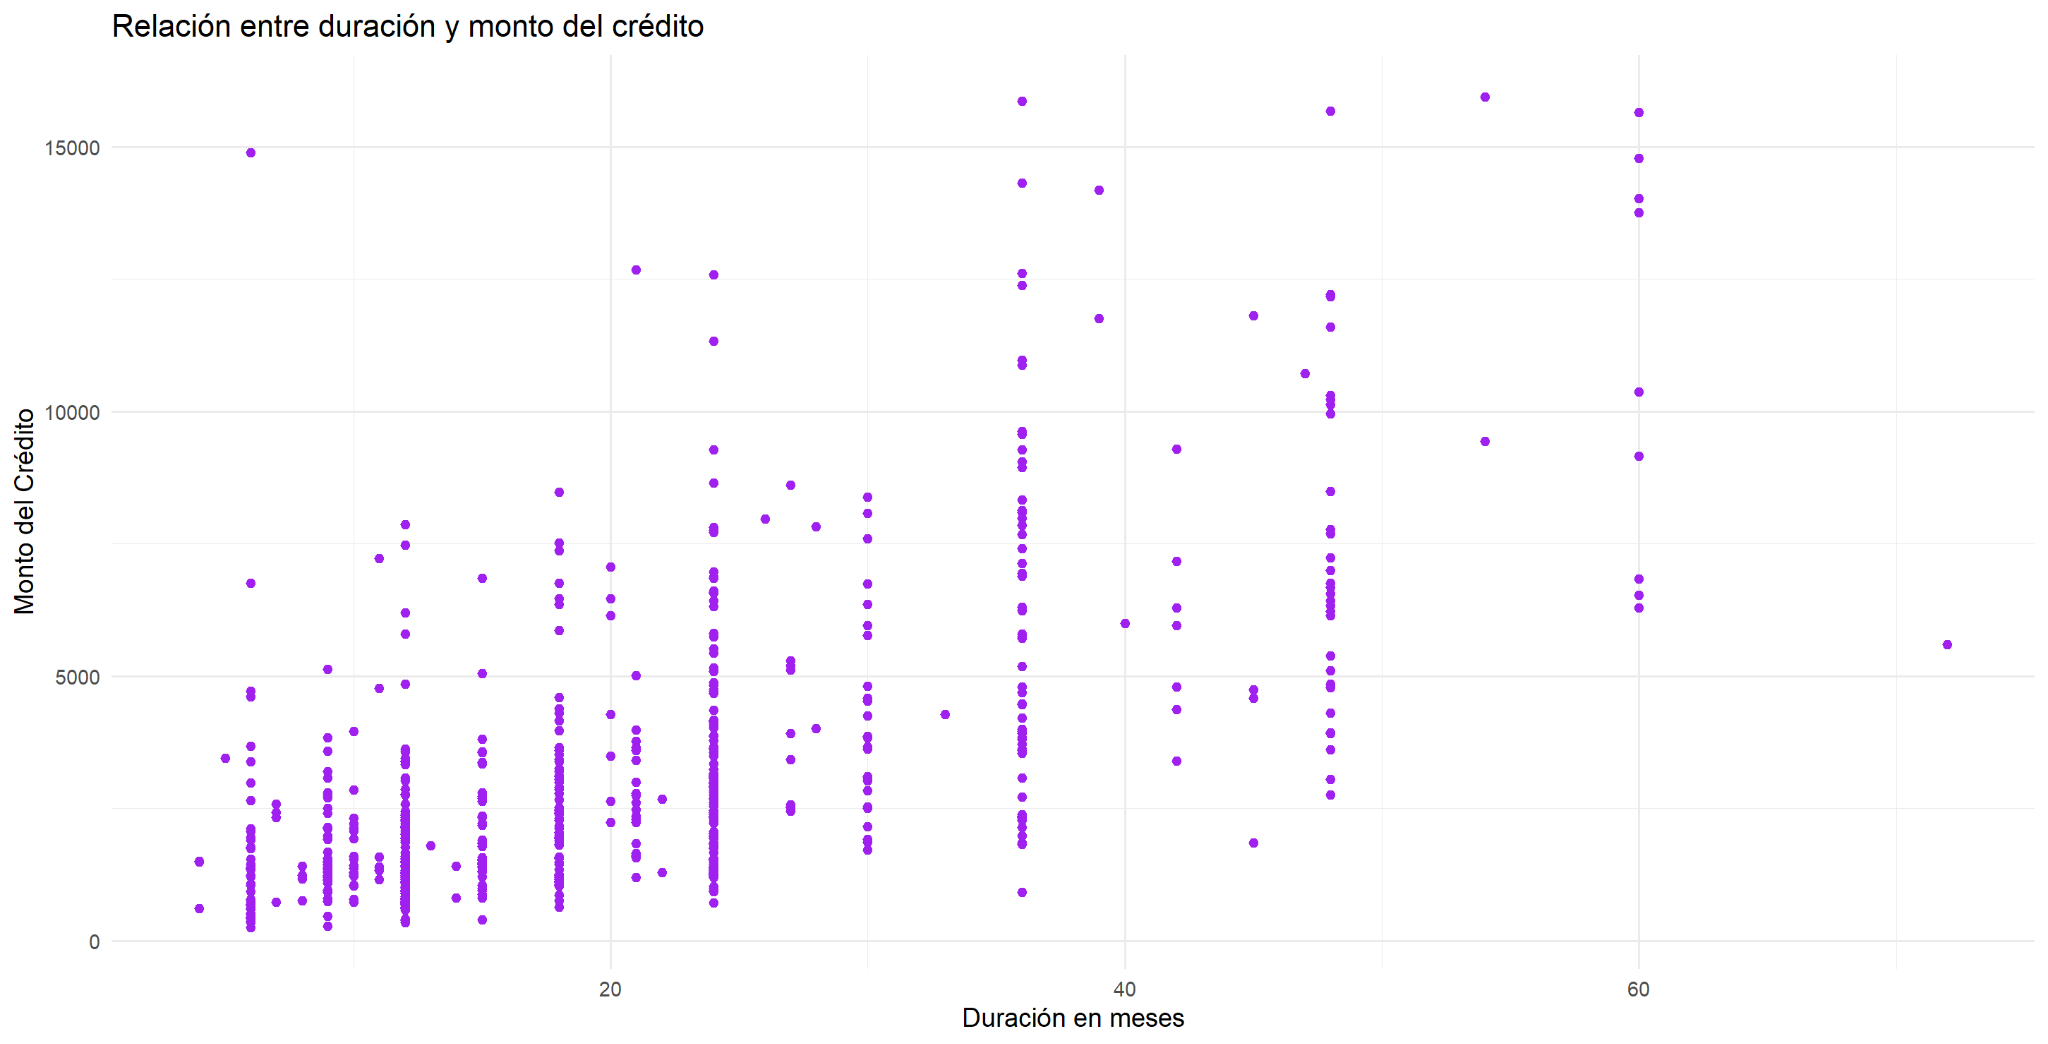 Relación entre duración y monto del crédito
Monto del Crédito
15000
10000
5000
0
20
40
60
Duración en meses